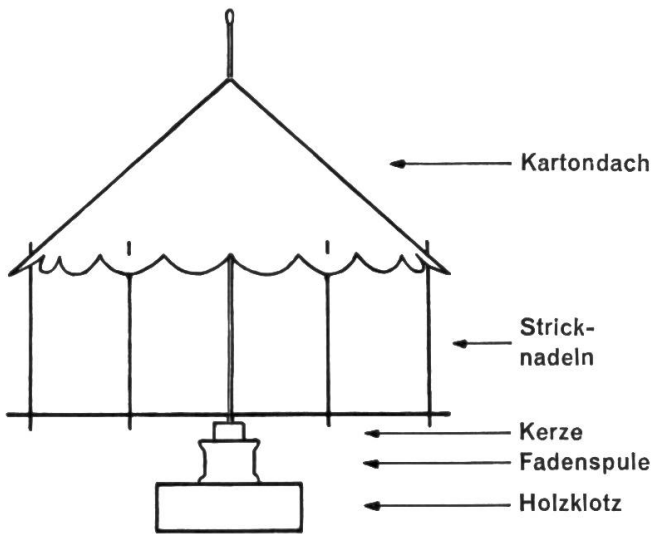 Kartondach
Strick-
nadeln
Kerze
Fadenspule
Holzklotz